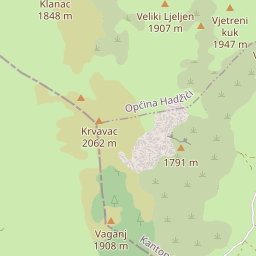 Klanac
1848 m
Veliki Ljeljen
1907 m
Vjetreni
kuk
1947 m
Općina Hadžići
Krvavac
2062 m
1791 m
Vaganj
1908 m
Kanton